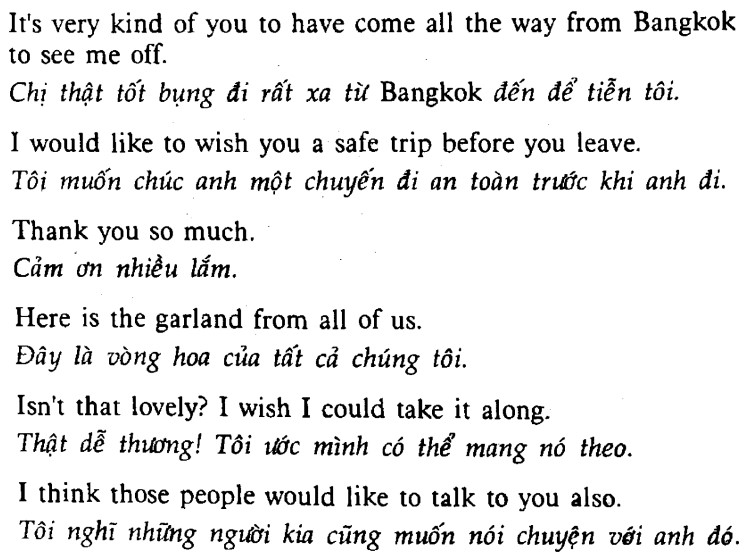 It's very kind of you to have come all the way from Bangkok
to see me off.
Chị thật tốt bụng đi rất xa từ Bangkok đến để tiễn tôi.
I would like to wish you a safe trip before you leave.
Tôi muốn chúc anh một chuyến đi an toàn trước khi anh đi.
Thank you so much.
Cảm ơn nhiều lắm.
Here is the garland from all of us.
Đây là vòng hoa của tất cả chúng tôi.
Isn't that lovely? I wish I could take it along.
Thật dễ thương! Tôi ước mình có thể mang nó theo.
I think those people would like to talk to you also.
Tôi nghĩ những người kia cũng muốn nói chuyện với anh đó.